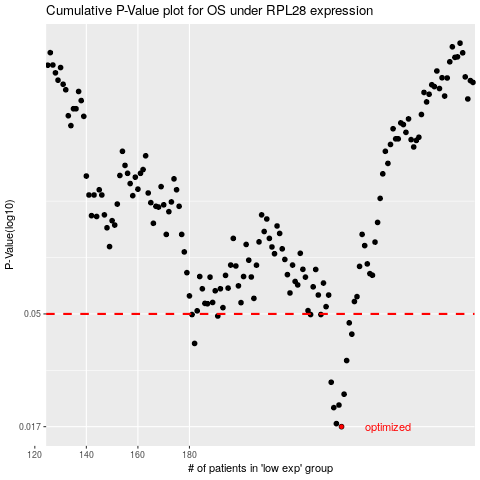 Cumulative P-Value plot for OS under RPL28 expression
P-Value(log10)
0.05
0.017
optimized
120 140 160 180
# of patients in 'low exp' group